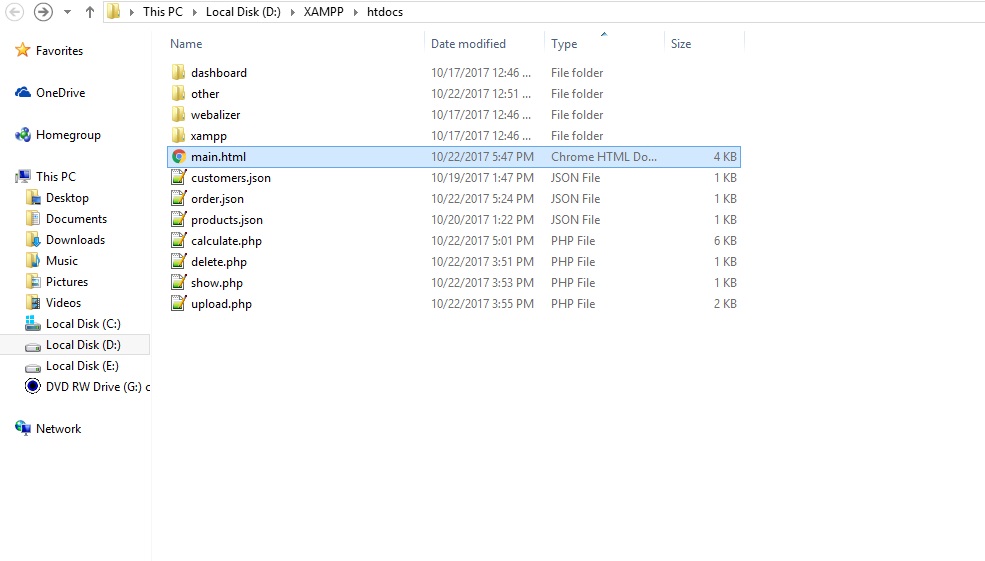 This PC Local Disk (D:) XAMPP htdocs
Favorites
OneDrive
Homegroup
This PC
Desktop
Documents
Downloads
Music
Pictures
Videos
Local Disk (C:)
Local Disk (D:)
Local Disk (E:)
DVD RW Drive (G:) c
Network
Name Date modified Type Size
dashboard 10/17/2017 12:46 ... File folder
other 10/22/2017 12:51 ... File folder
webalizer 10/17/2017 12:46 ... File folder
xampp 10/17/2017 12:46 ... File folder
main.html 10/22/2017 5:47 PM Chrome HTML Do... 4 KB
customers.json 10/19/2017 1:47 PM JSON File 1 KB
order.json 10/22/2017 5:24 PM JSON File 1 KB
products.json 10/20/2017 1:22 PM JSON File 1 KB
calculate.php 10/22/2017 5:01 PM PHP File 6 KB
delete.php 10/22/2017 3:51 PM PHP File 1 KB
show.php 10/22/2017 3:53 PM PHP File 1 KB
upload.php 10/22/2017 3:55 PM PHP File 2 KB